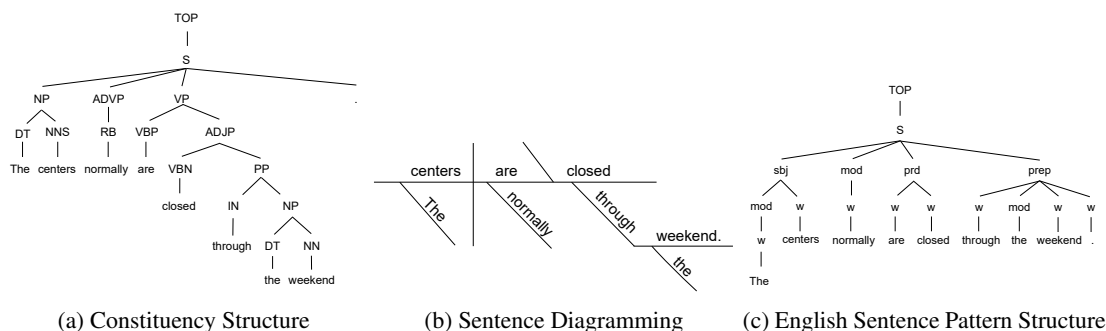 TOP
S
NP ADVP VP .
DT NNS RB VBP ADJP
The centers normally are VBN PP
closed IN NP
through DT NN
the weekend
(a) Constituency Structure
centers are closed
The normally through
weekend.
the
(b) Sentence Diagramming
TOP
S
sbj mod prd prep
mod w w w w w mod w w
w centers normally are closed through the weekend .
The
(c) English Sentence Pattern Structure